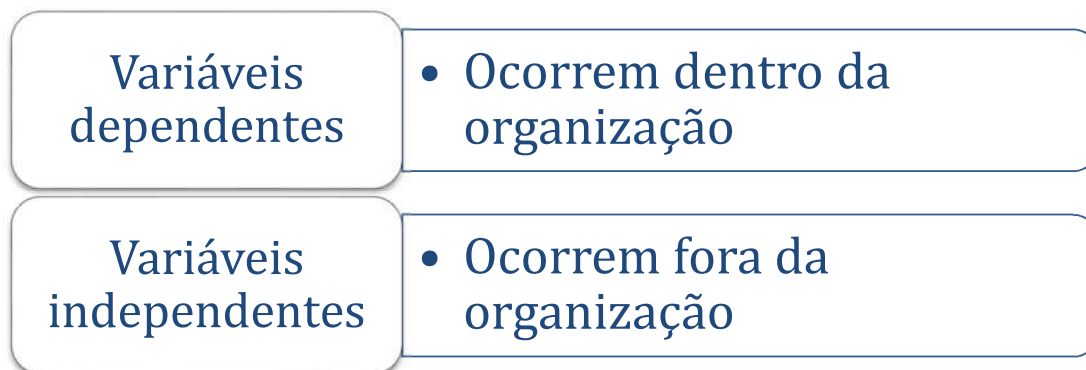 Variáveis
dependentes
• Ocorrem dentro da
organização
Variáveis
independentes
• Ocorrem fora da
organização